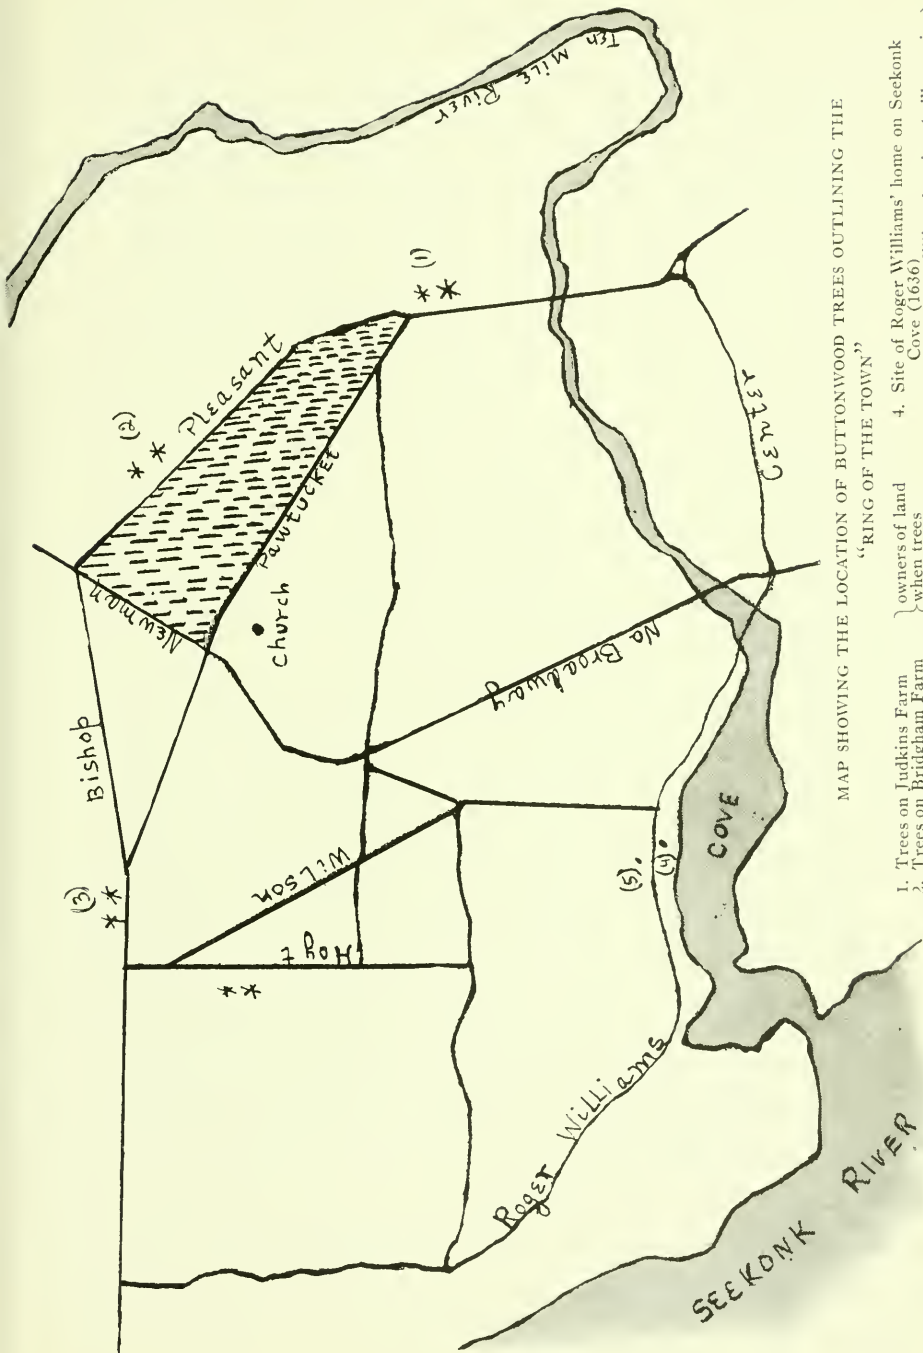 Ten Mile River
(1)
(2)
Pleasant
Pawtucket
Newman
Church
Bishop
(3)
Center
No Broadway
Wilson
Hoyt
COVE
(5)
(4)
Roger Williams
SEEKONK RIVER
MAP SHOWING THE LOCATION OF BUTTONWOOD TREES OUTLINING THE
“RING OF THE TOWN”
1. Trees on Judkins Farm
2. Trees on Bridgham Farm
owners of land
when trees
4. Site of Roger Williams’ home on Seekonk
Cove (1636)